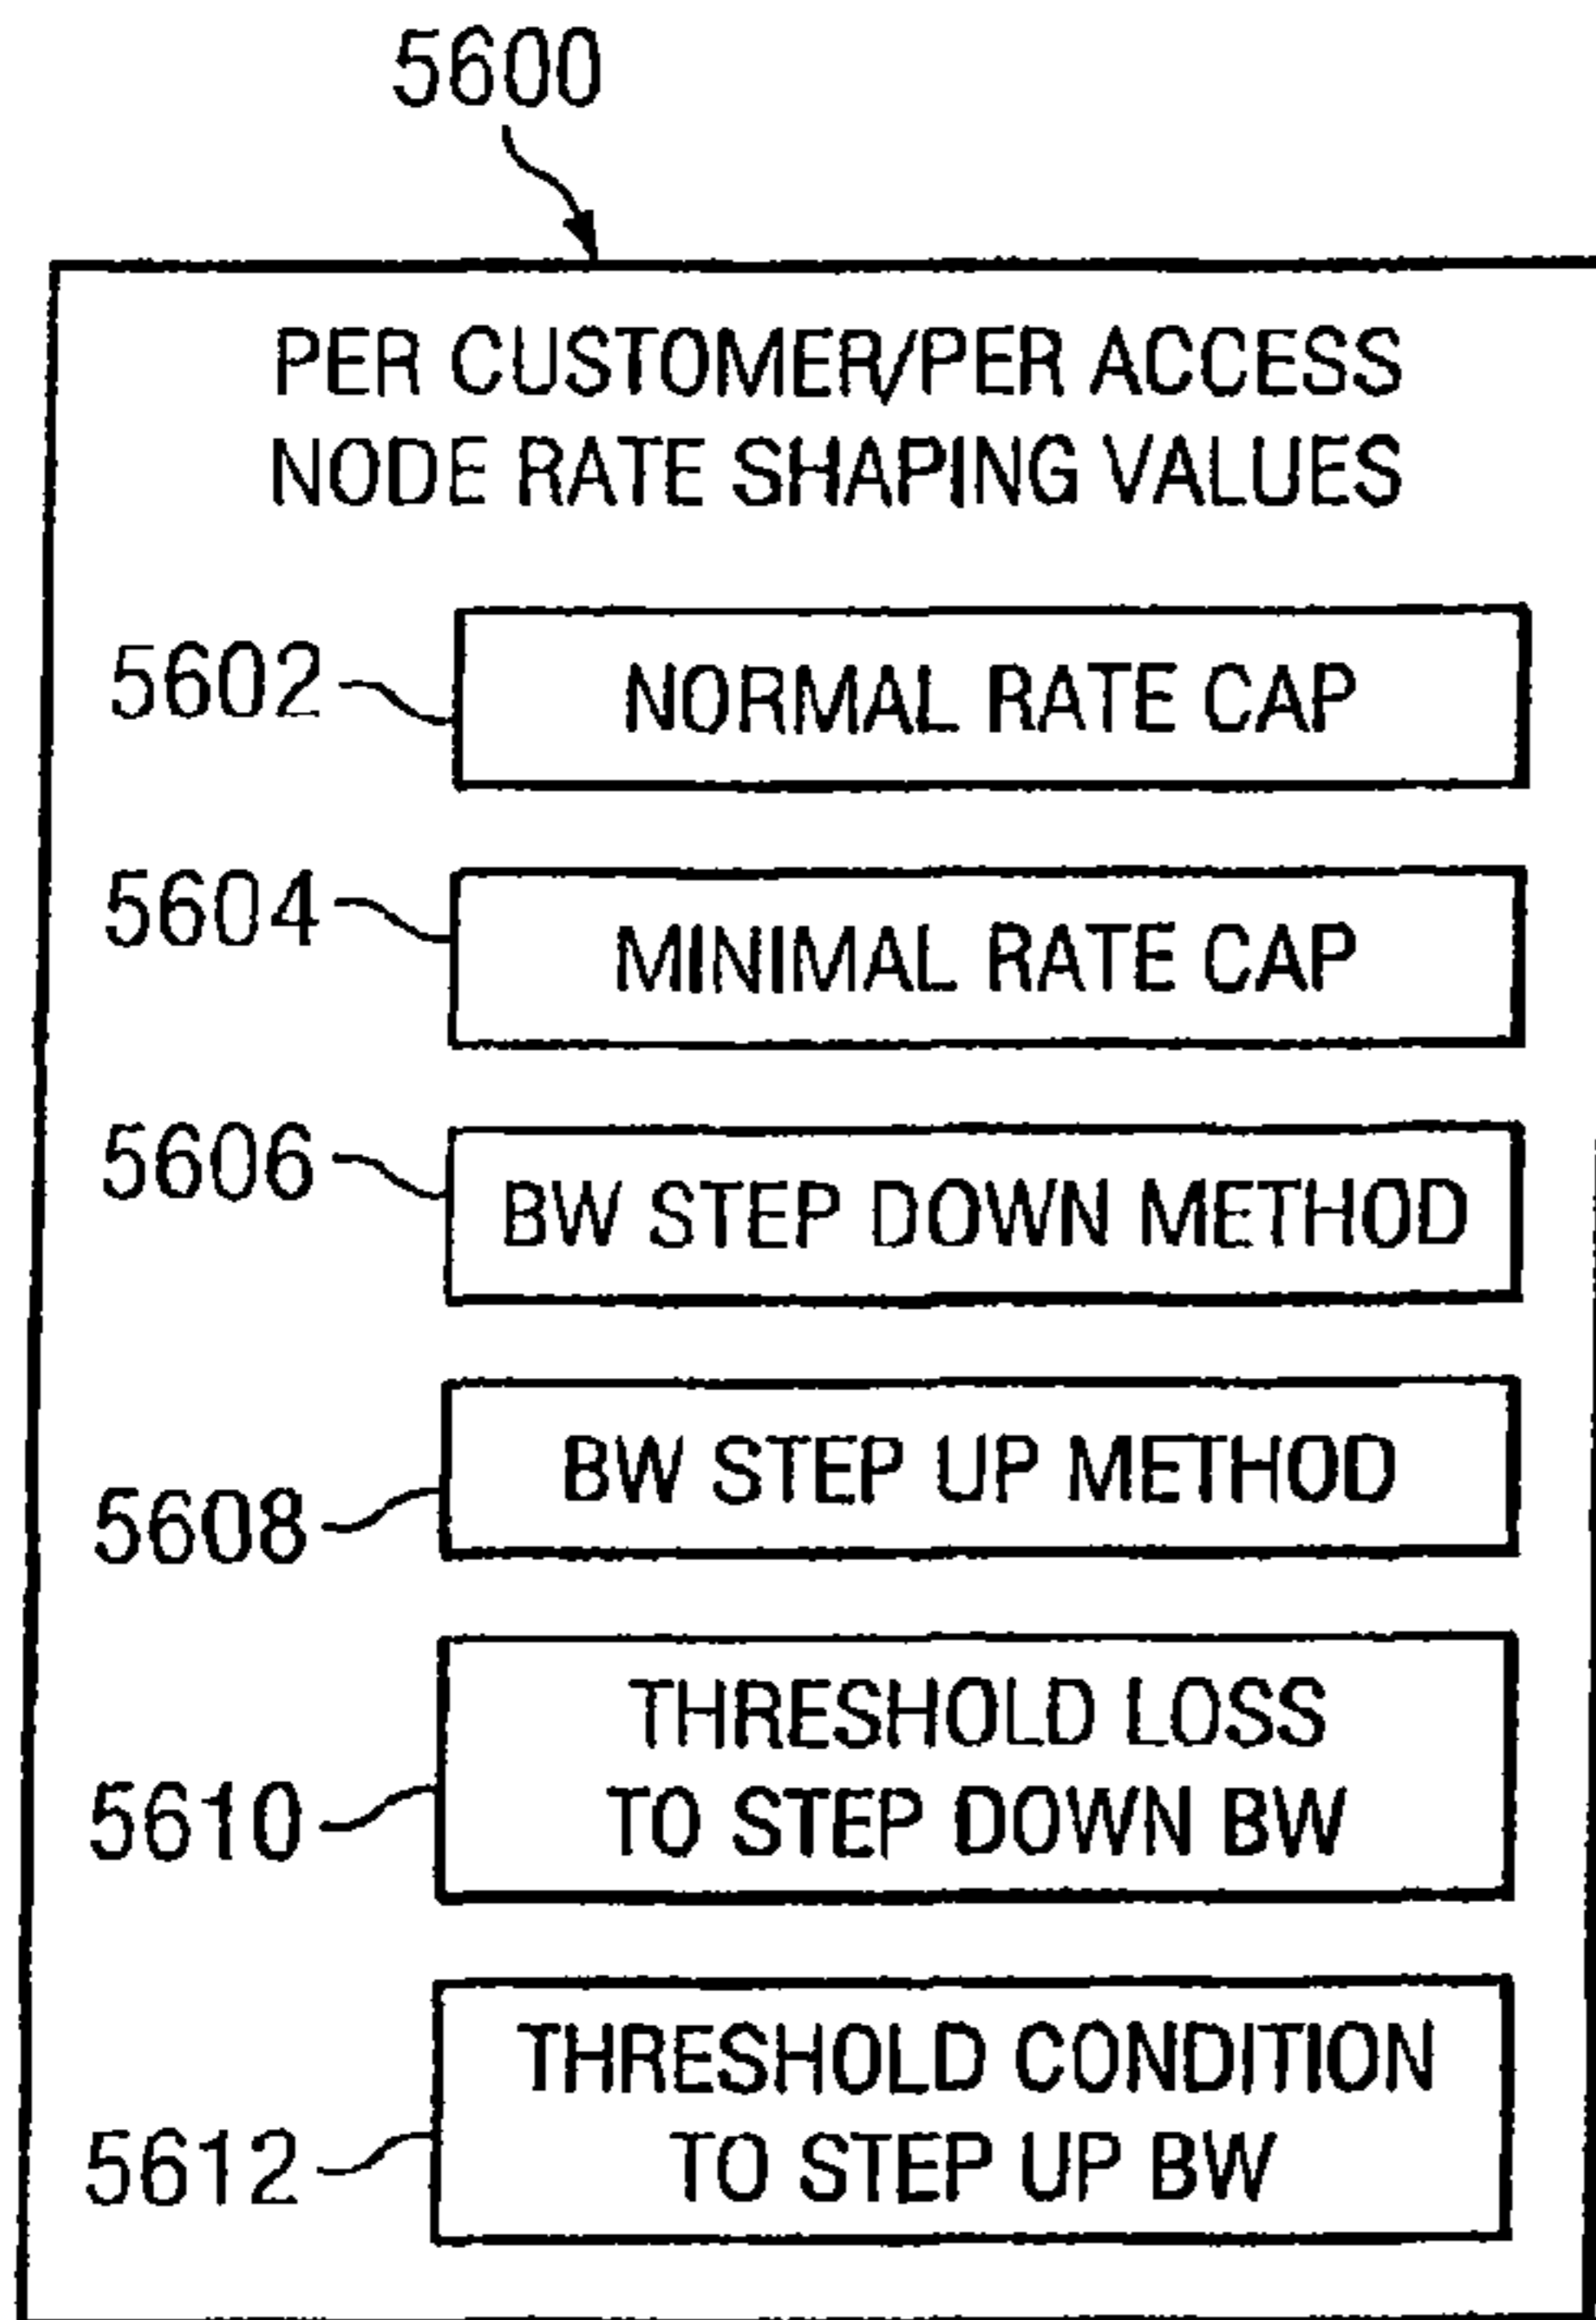 5600
PER CUSTOMER/PER ACCESS
NODE RATE SHAPING VALUES
5602
NORMAL RATE CAP
5604
MINIMAL RATE CAP
5606
BW STEP DOWN METHOD
5608
BW STEP UP METHOD
5610
THRESHOLD LOSS
TO STEP DOWN BW
5612
THRESHOLD CONDITION
TO STEP UP BW